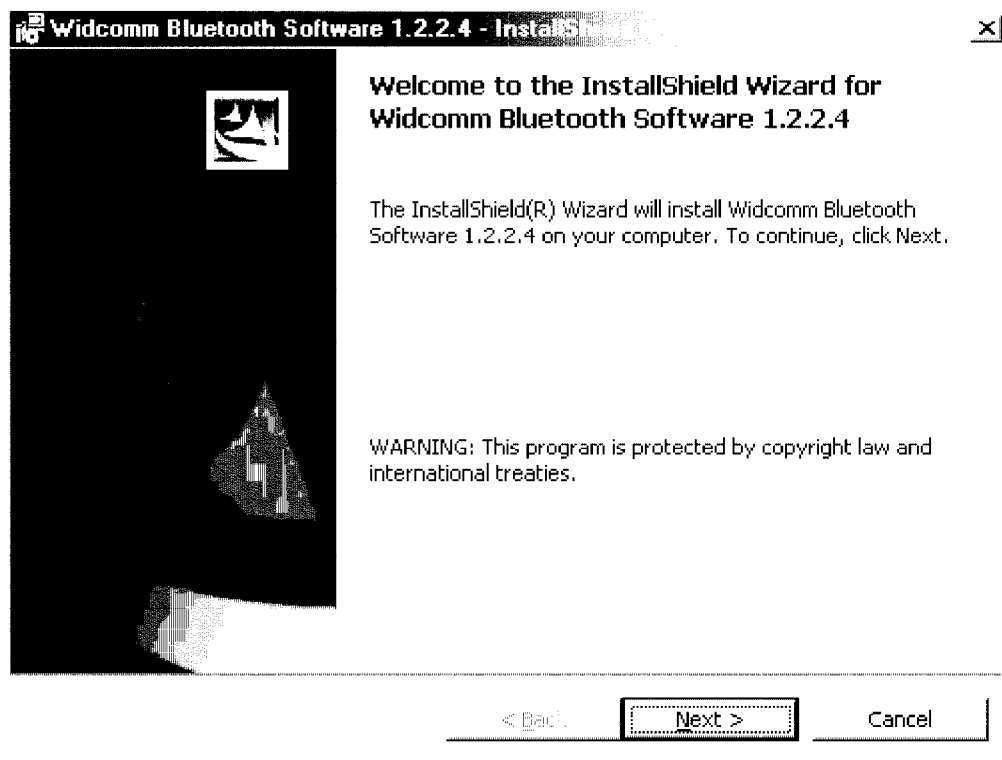 Widcomm Bluetooth Software 1.2.2.4 - InstallSh
Welcome to the InstallShield Wizard for
Widcomm Bluetooth Software 1.2.2.4
The InstallShield(R) Wizard will install Widcomm Bluetooth
Software 1.2.2.4 on your computer. To continue, click Next.
WARNING: This program is protected by copyright law and
international treaties.
< Back
Next >
Cancel